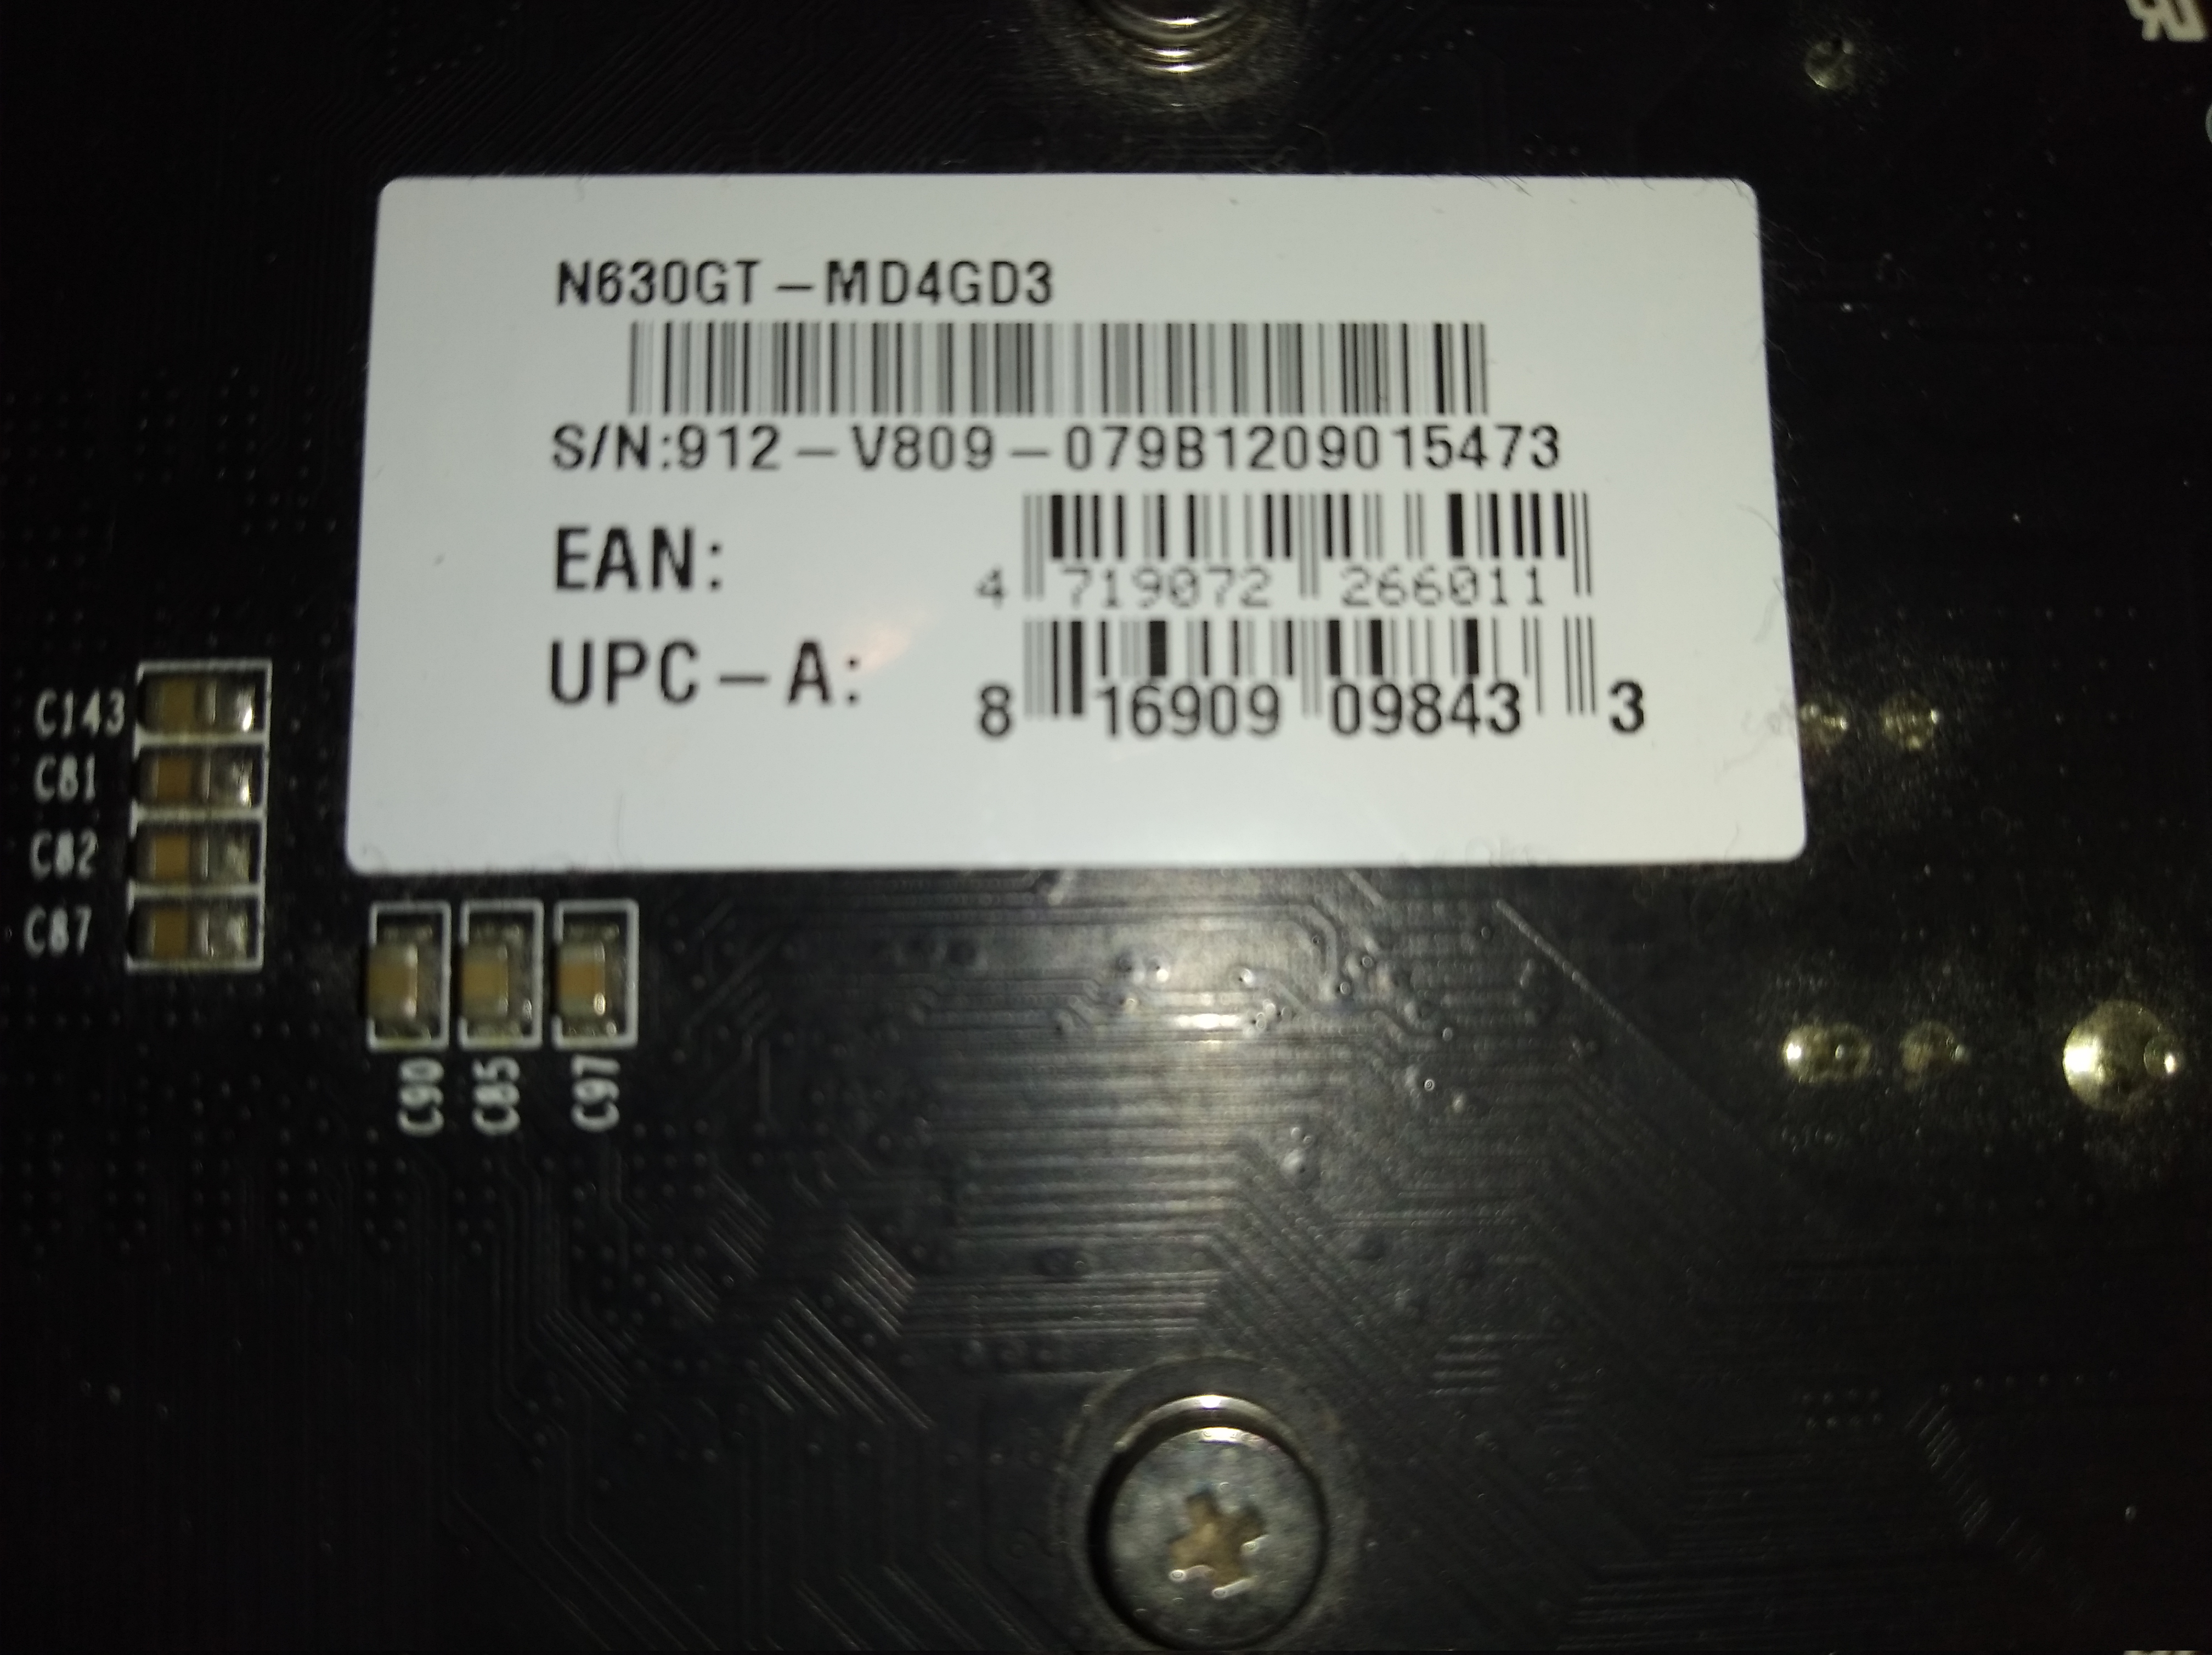 N630GT-MD4GD3
S/N:912-V809-079B1209015473
EAN:
4 719072 266011
UPC-A:
8 16909 09843 3
C143
C81
C82
C87
C90
C85
C97